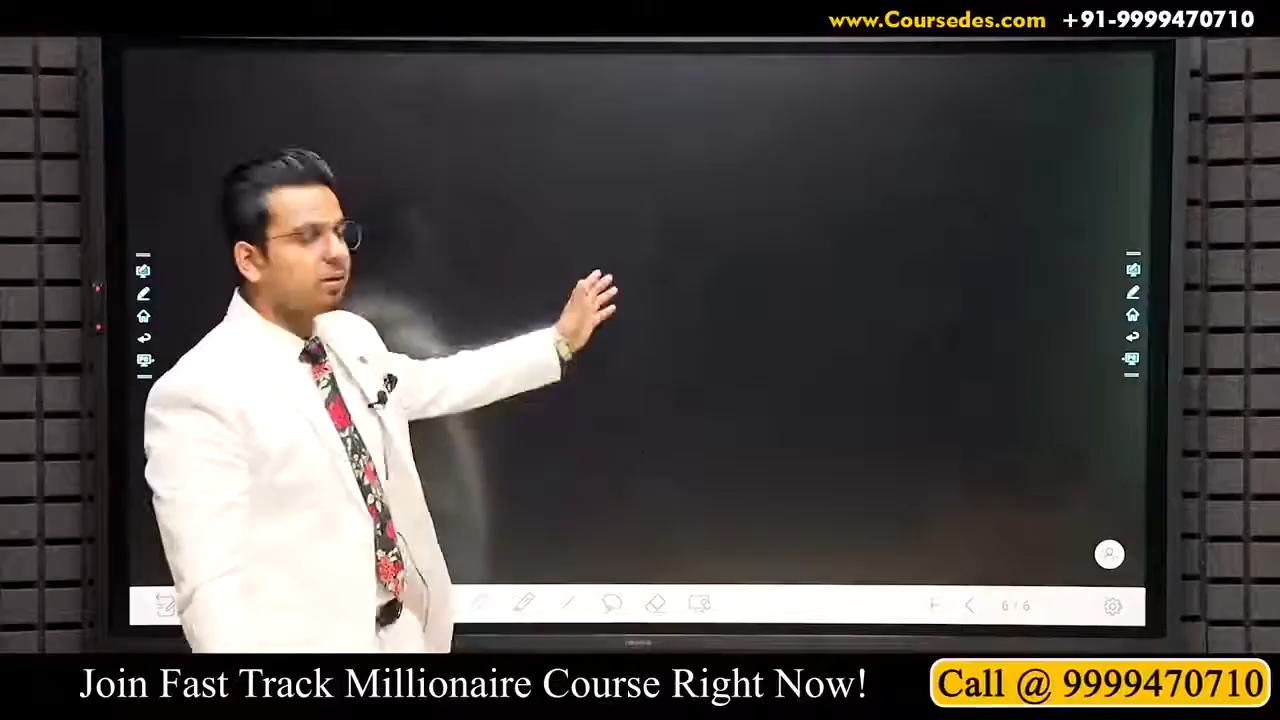 www.Coursedes.com +91-9999470710
6/6
Join Fast Track Millionaire Course Right Now!
Call @ 9999470710